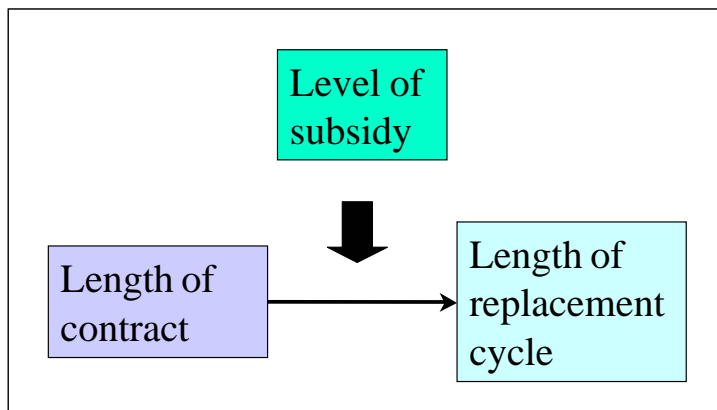 Level of
subsidy
Length of
contract
Length of
replacement
cycle